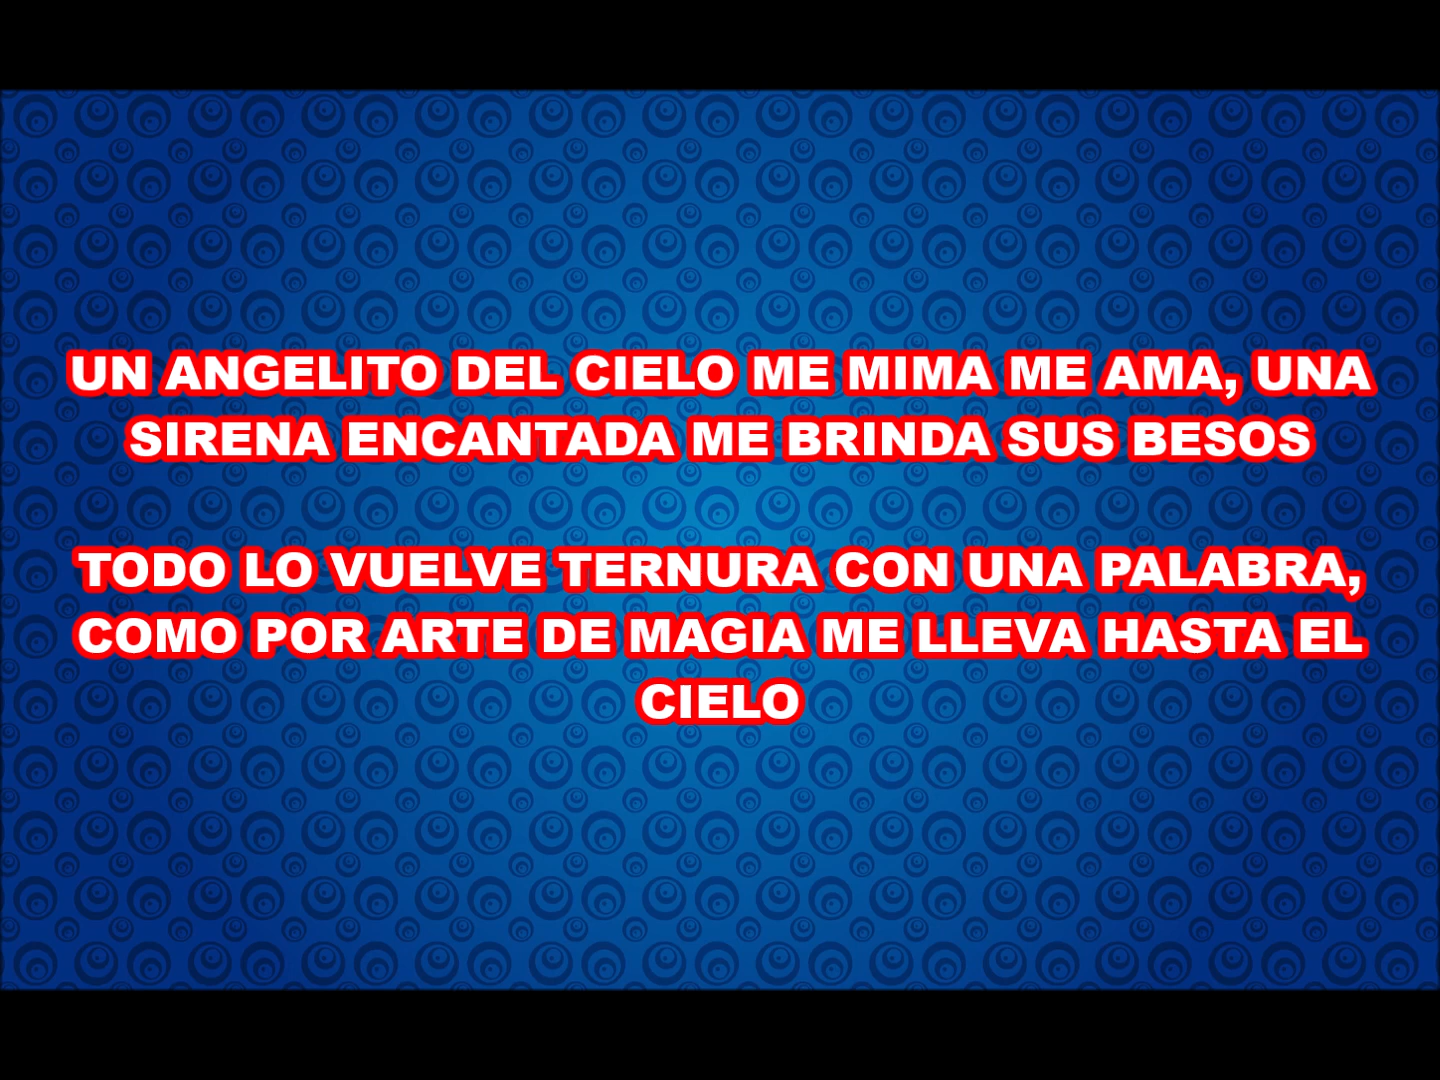 UN ANGELITO DEL CIELO ME MIMA ME AMA, UNA
SIRENA ENCANTADA ME BRINDA SUS BESOS
TODO LO VUELVE TERNURA CON UNA PALABRA,
COMO POR ARTE DE MAGIA ME LLEVA HASTA EL
CIELO